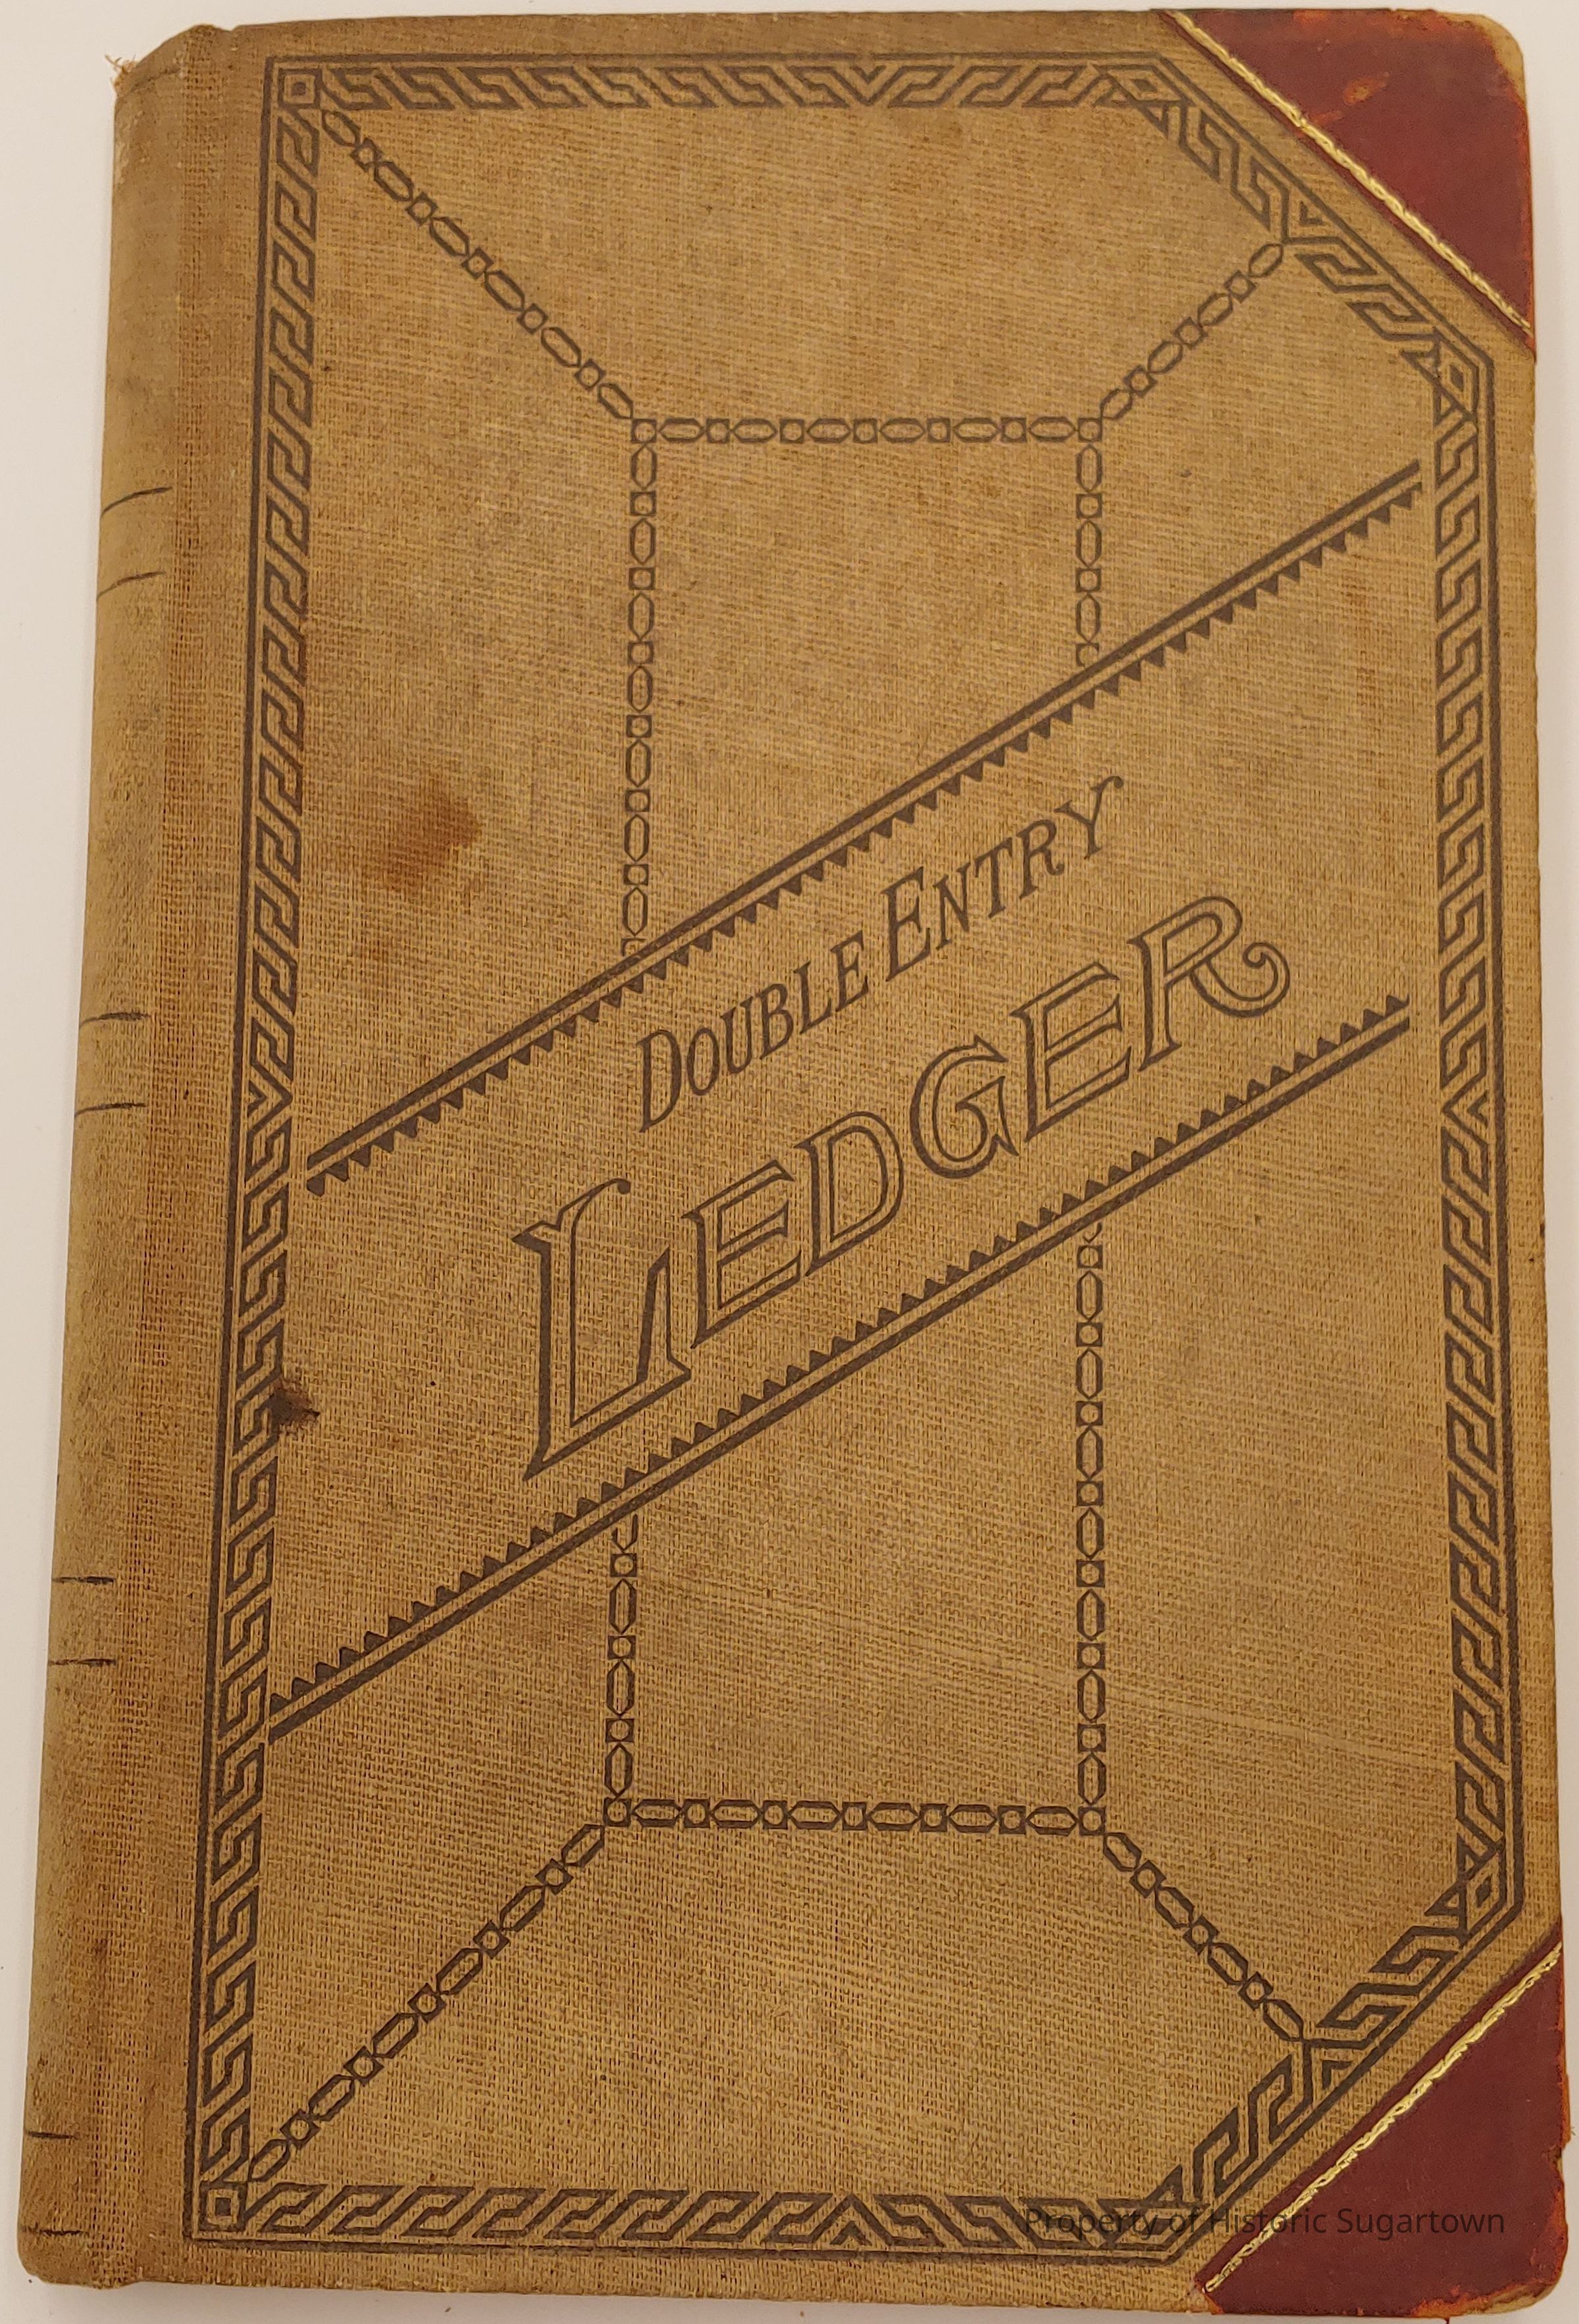 DOUBLE ENTRY
LEDGER
Property of Historic Sugartown